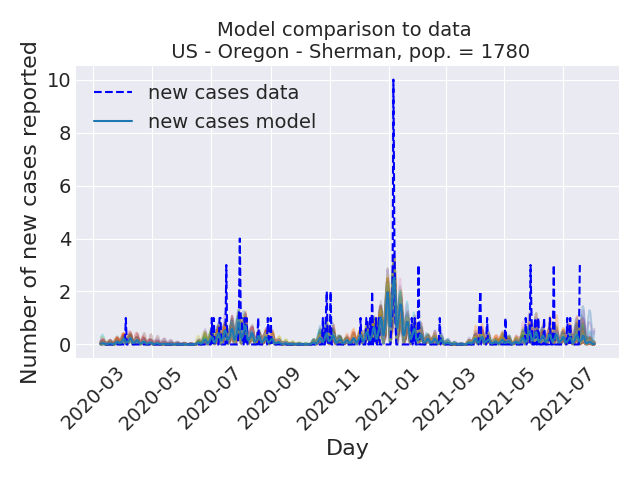 Model comparison to data
US - Oregon - Sherman, pop. = 1780
Number of new cases reported
10
8
6
4
2
0
new cases data
new cases model
2020-03
2020-05
2020-07
2020-09
2020-11
2021-01
2021-03
2021-05
2021-07
Day